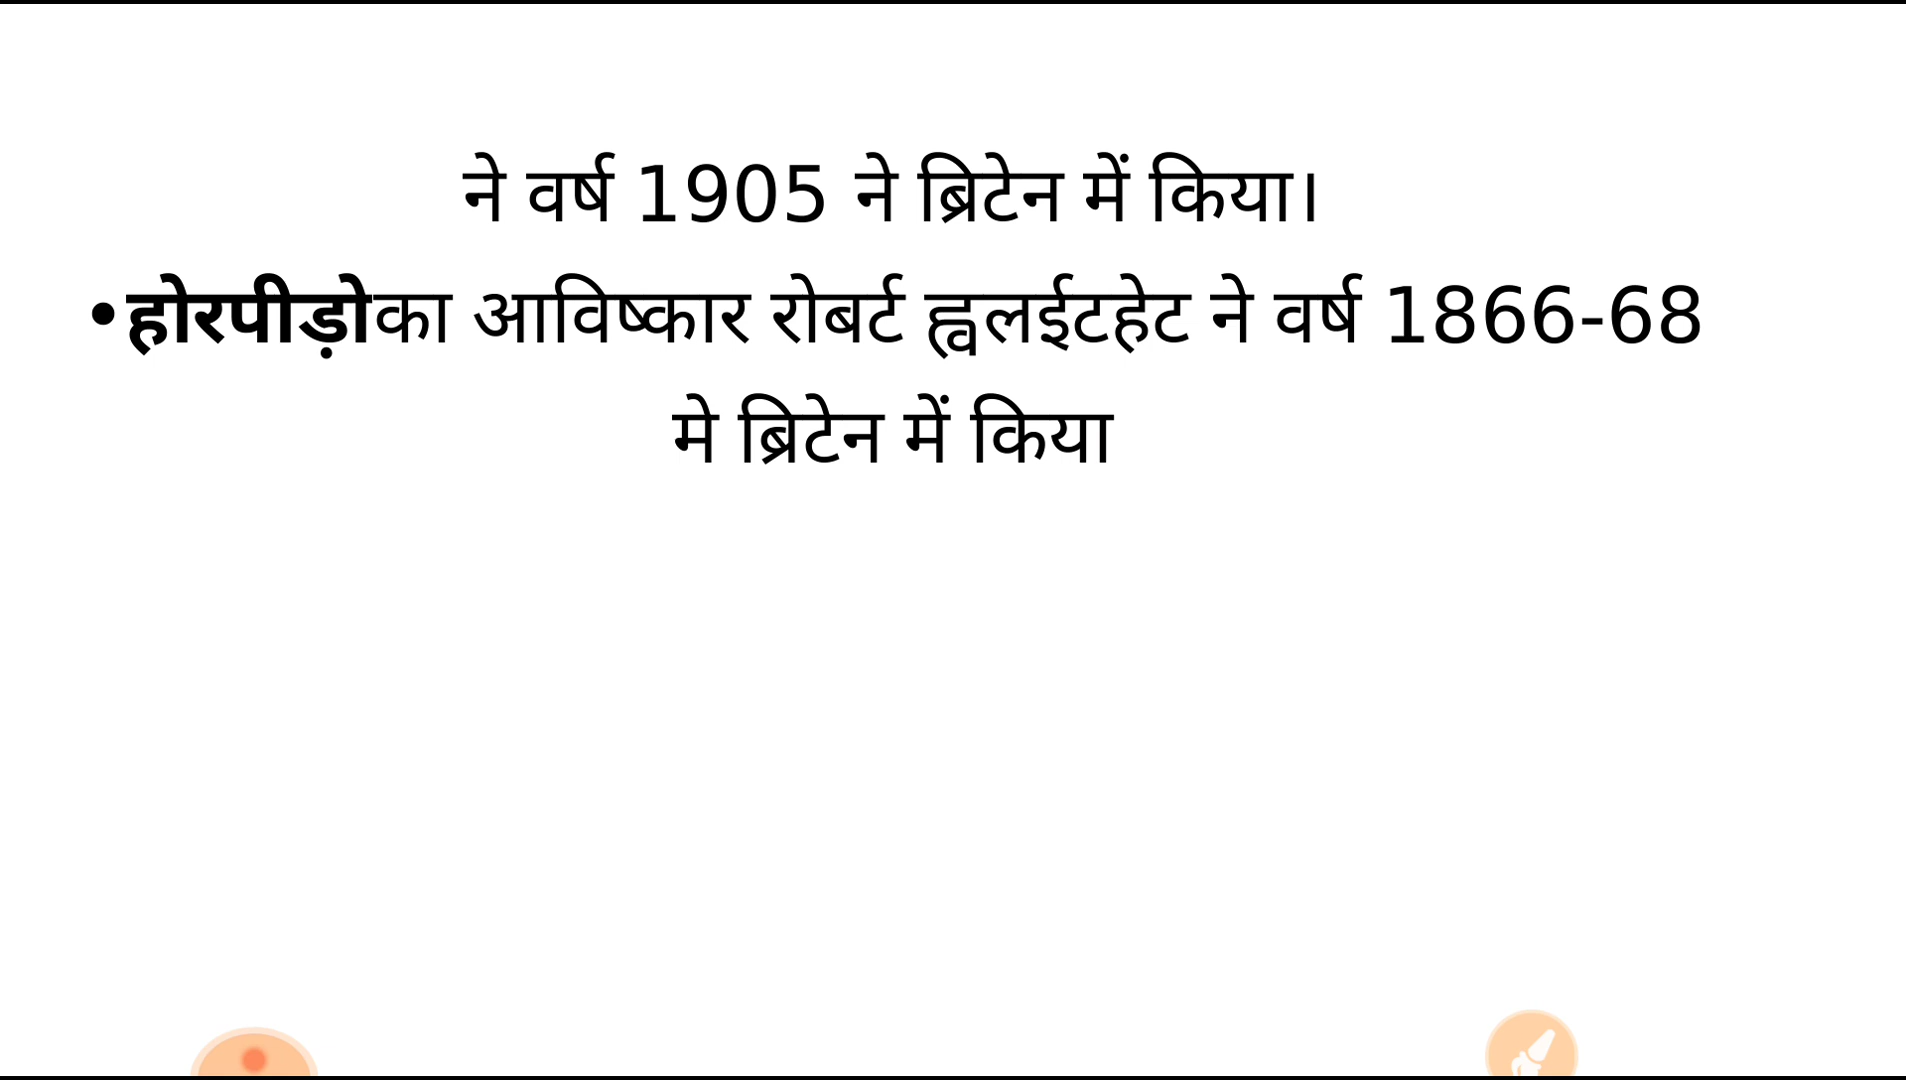 ने वर्ष 1905 ने ब्रिटेन में किया।
•होरपीड़ोका आविष्कार रोबर्ट ह्वलईटहेट ने वर्ष 1866-68
मे ब्रिटेन में किया